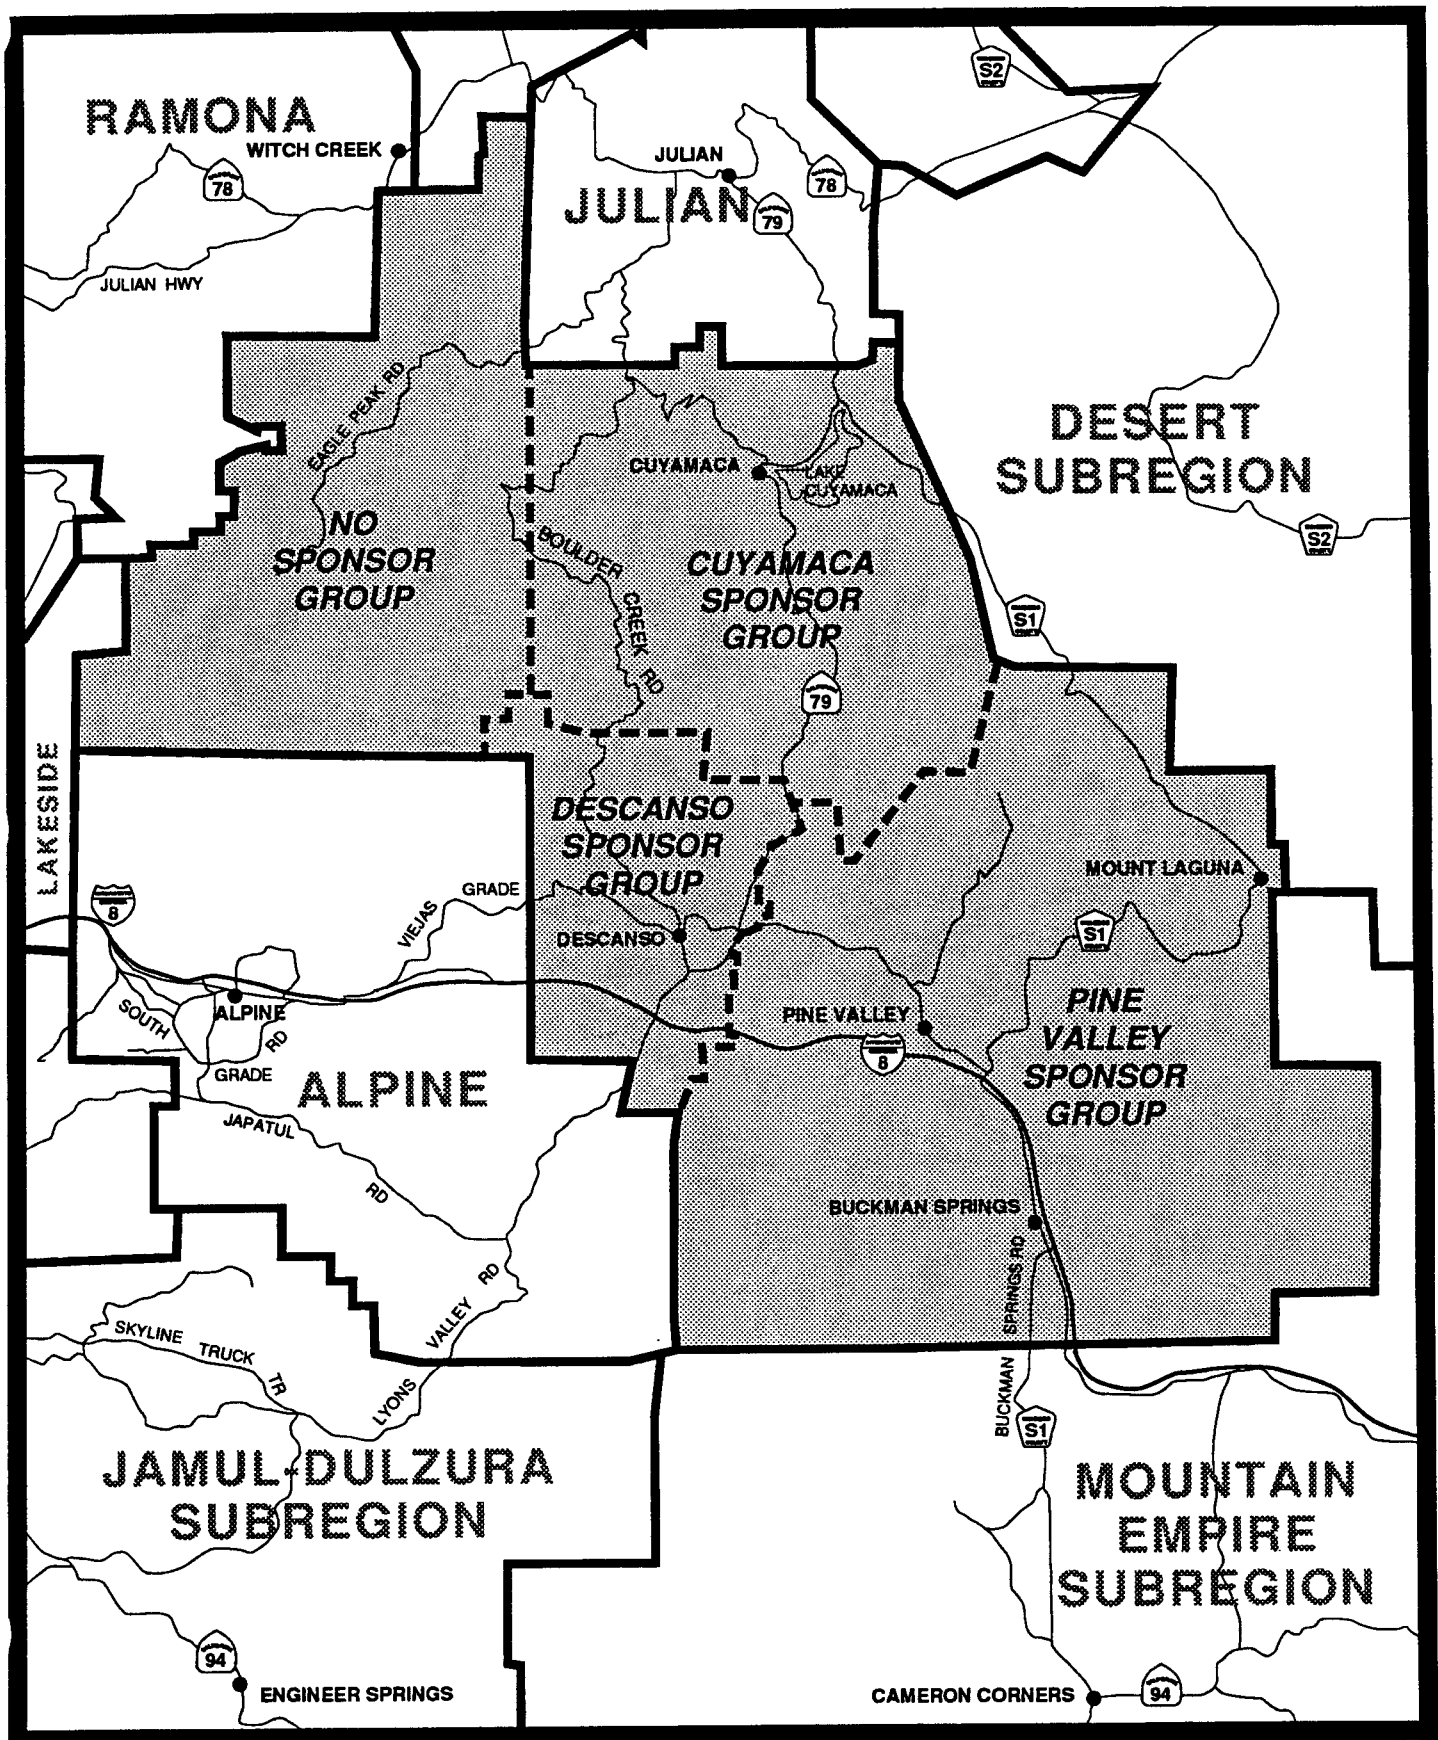 S2
RAMONA
WITCH CREEK
JULIAN
78
78
JULIAN
79
JULIAN HWY
EAGLE PEAK RD
DESERT
SUBREGION
CUYAMACA
LAKE
CUYAMACA
S2
NO
SPONSOR
GROUP
BOULDER
CREEK
RD
CUYAMACA
SPONSOR
GROUP
S1
79
LAKESIDE
DESCANSO
SPONSOR
GROUP
MOUNT LAGUNA
8
VIEJAS
GRADE
DESCANSO
S1
SOUTH
ALPINE
RD
GRADE
PINE VALLEY
8
PINE
VALLEY
SPONSOR
GROUP
ALPINE
JAPATUL
RD
BUCKMAN SPRINGS
BUCKMAN
SPRINGS RD
SKYLINE
TRUCK
TR
LYONS
VALLEY
RD
S1
JAMUL-DULZURA
SUBREGION
MOUNTAIN
EMPIRE
SUBREGION
94
ENGINEER SPRINGS
CAMERON CORNERS
94